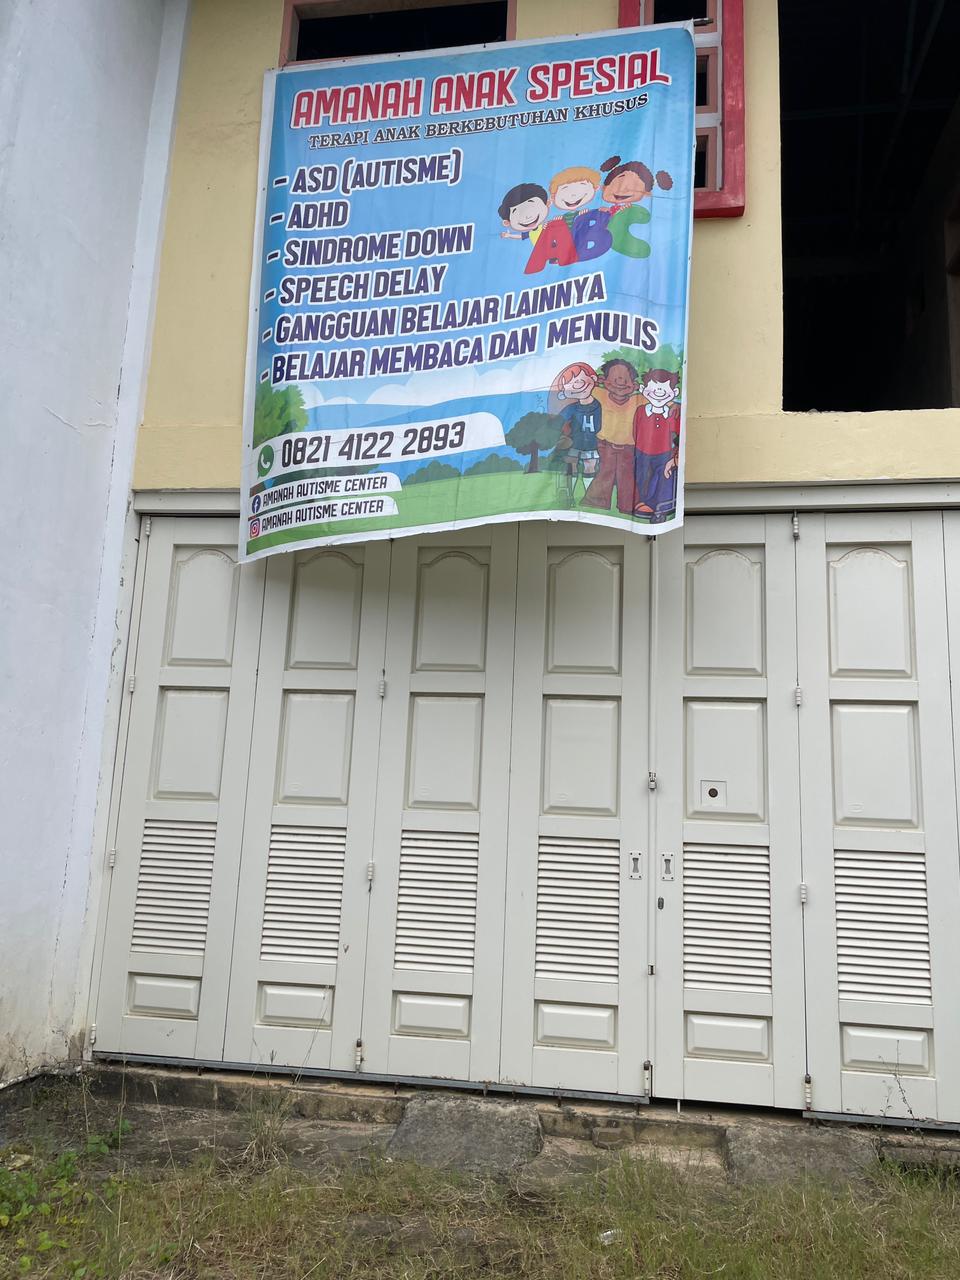 AMANAH ANAK SPESIAL
TERAPI ANAK BERKEBUTUHAN KHUSUS
- ASD (AUTISME)
- ADHD
- SINDROME DOWN
- SPEECH DELAY
- GANGGUAN BELAJAR LAINNYA
- BELAJAR MEMBACA DAN MENULIS
ABC
0821 4122 2893
AMANAH AUTISME CENTER
AMANAH AUTISME CENTER
H